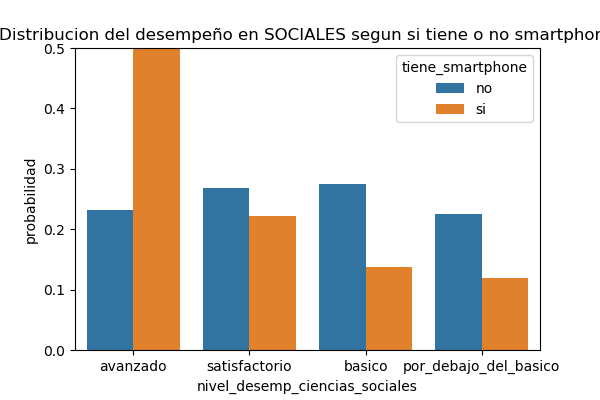 Distribucion del desempeño en SOCIALES segun si tiene o no smartphon
tiene_smartphone
no
si
probabilidad
0.5
0.4
0.3
0.2
0.1
0.0
avanzado satisfactorio basico por_debajo_del_basico
nivel_desemp_ciencias_sociales